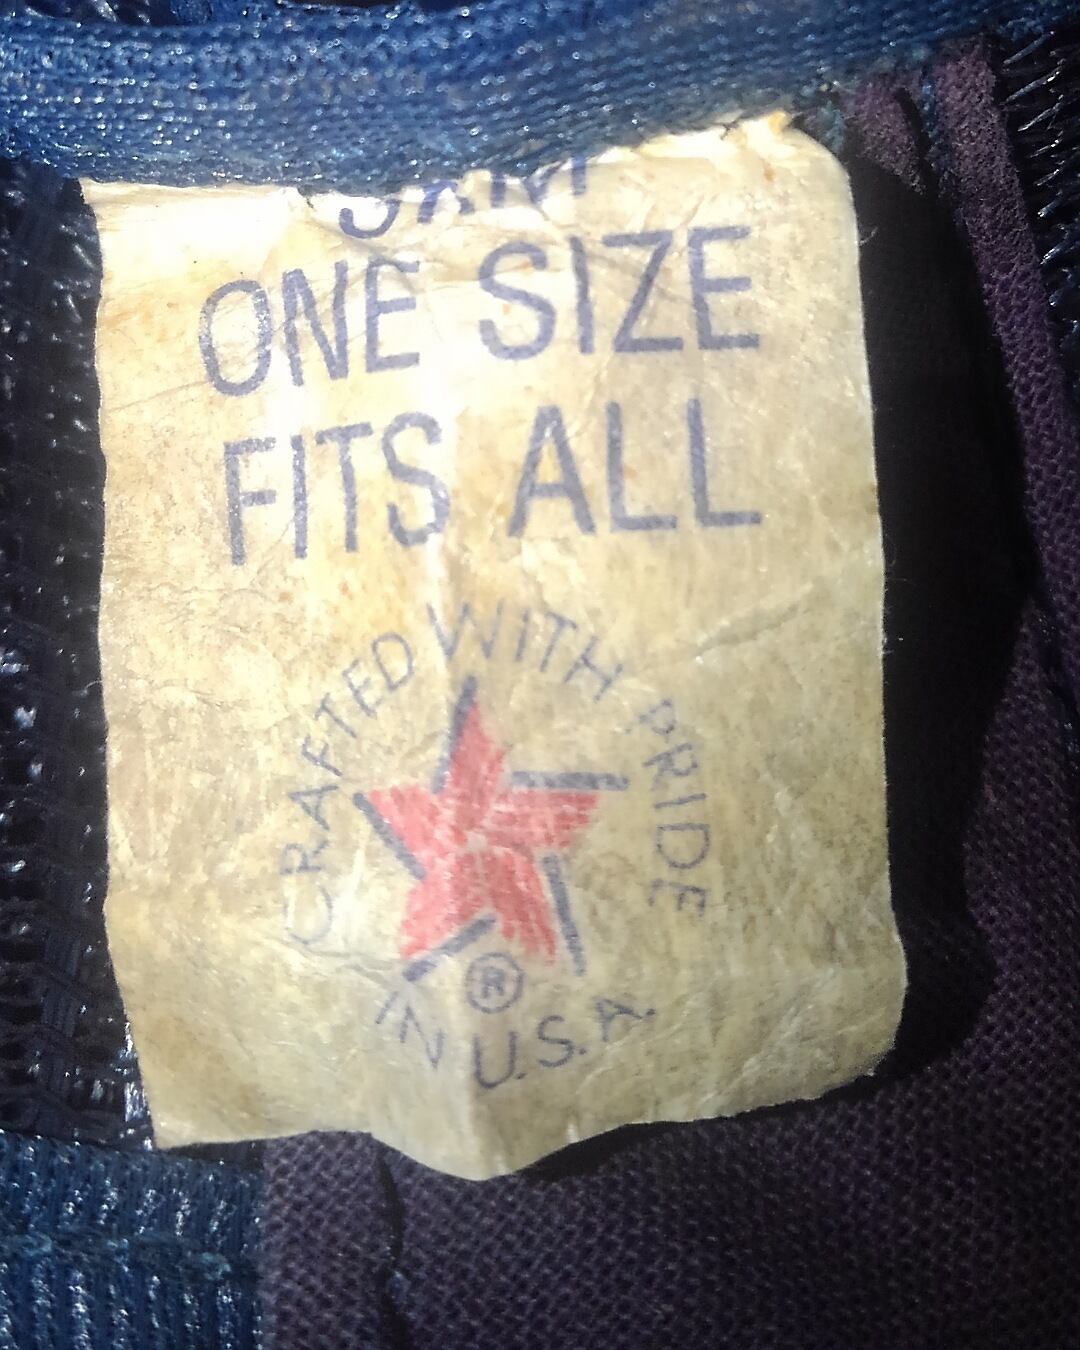 ONE SIZE
FITS ALL
CRAFTED WITH PRIDE
®
IN U.S.A.